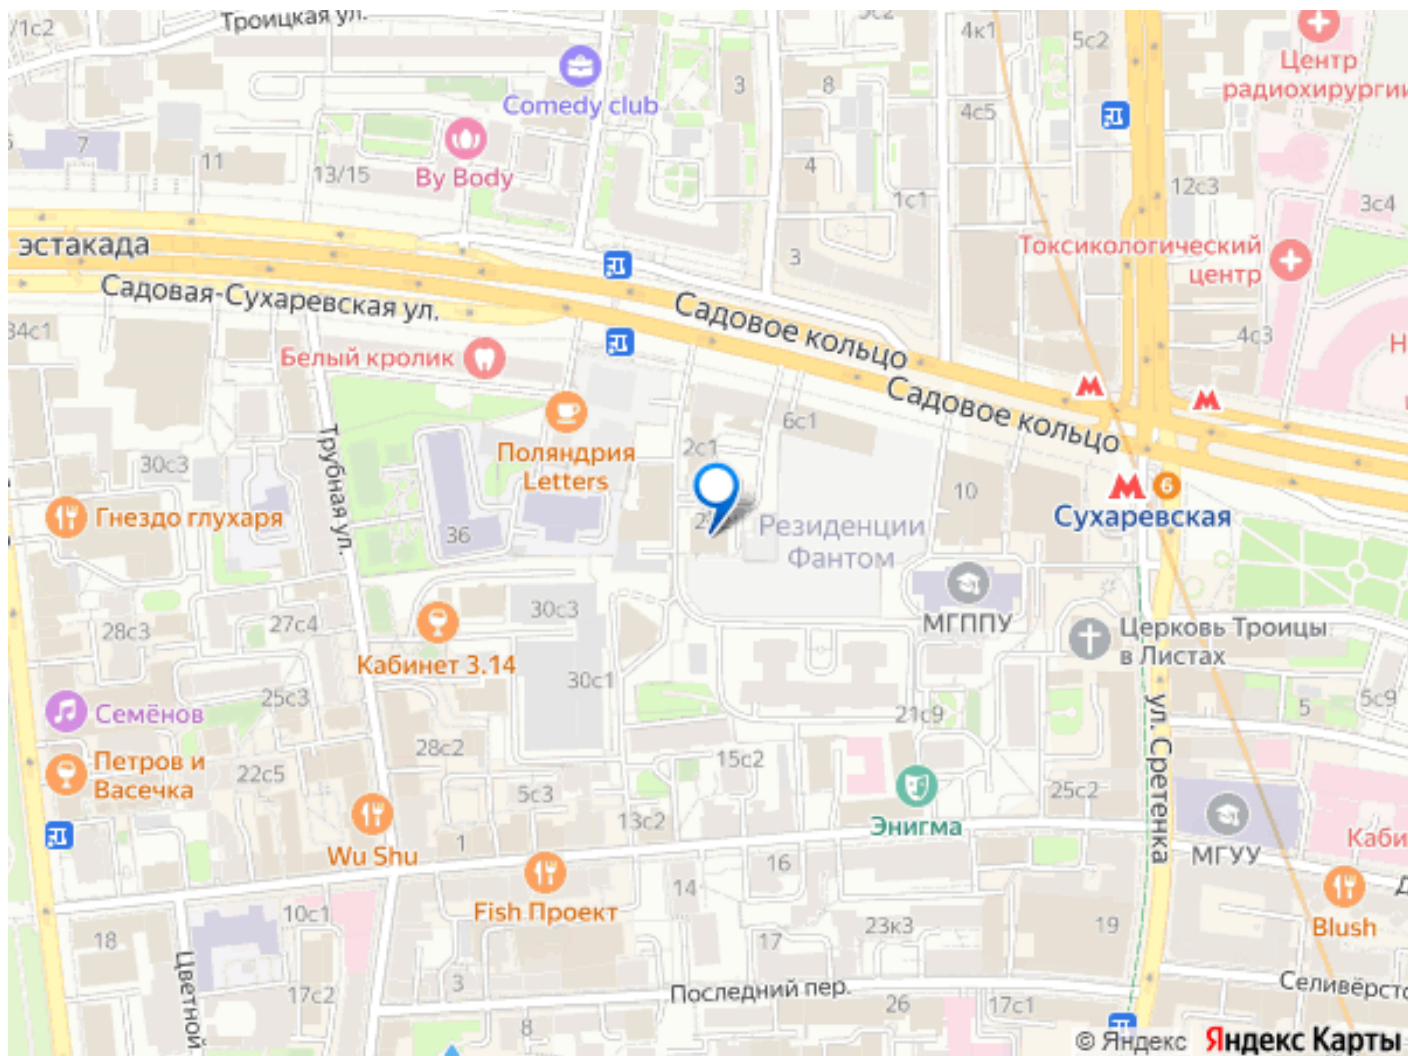 Троицкая ул.
/1с2
4к1
5с2
Центр
радиохирургии
3
8
Comedy club
4с5
7
11
13/15
By Body
4
1с1
12с3
3с4
эстакада
3
Токсикологический
центр
Садовая-Сухаревская ул.
Садовое кольцо
34с1
Белый кролик
4с3
Н
Садовое кольцо
6с1
2с1
Трубная ул.
Поляндрия
Letters
30с3
10
6
Гнездо глухаря
36
Резиденции
Фантом
Сухаревская
30с3
МГППУ
28с3
27с4
Церковь Троицы
в Листах
Кабинет 3.14
30с1
25с3
Семёнов
21с9
5
5с9
ул. Сретенка
28с2
15с2
Петров и
Васечка
22с5
5с3
25с2
13с2
Энигма
Wu Shu
1
МГУУ
Каби
16
14
Fish Проект
10с1
23к3
19
Blush
18
17
Цветной
3
17с2
Последний пер.
26
17с1
Селивёрст
8
© Яндекс Яндекс Карты